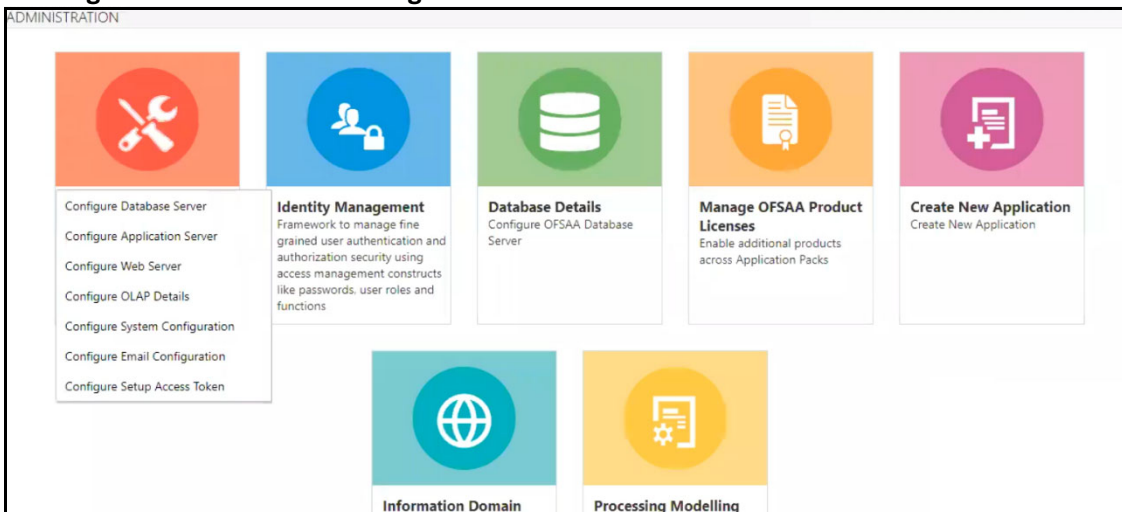 ADMINISTRATION
Configure Database Server
Configure Application Server
Configure Web Server
Configure OLAP Details
Configure System Configuration
Configure Email Configuration
Configure Setup Access Token
Identity Management
Framework to manage fine
grained user authentication and
authorization security using
access management constructs
like passwords, user roles and
functions
Database Details
Configure OFSAA Database
Server
Manage OFSAA Product
Licenses
Enable additional products
across Application Packs
Create New Application
Create New Application
Information Domain
Processing Modelling